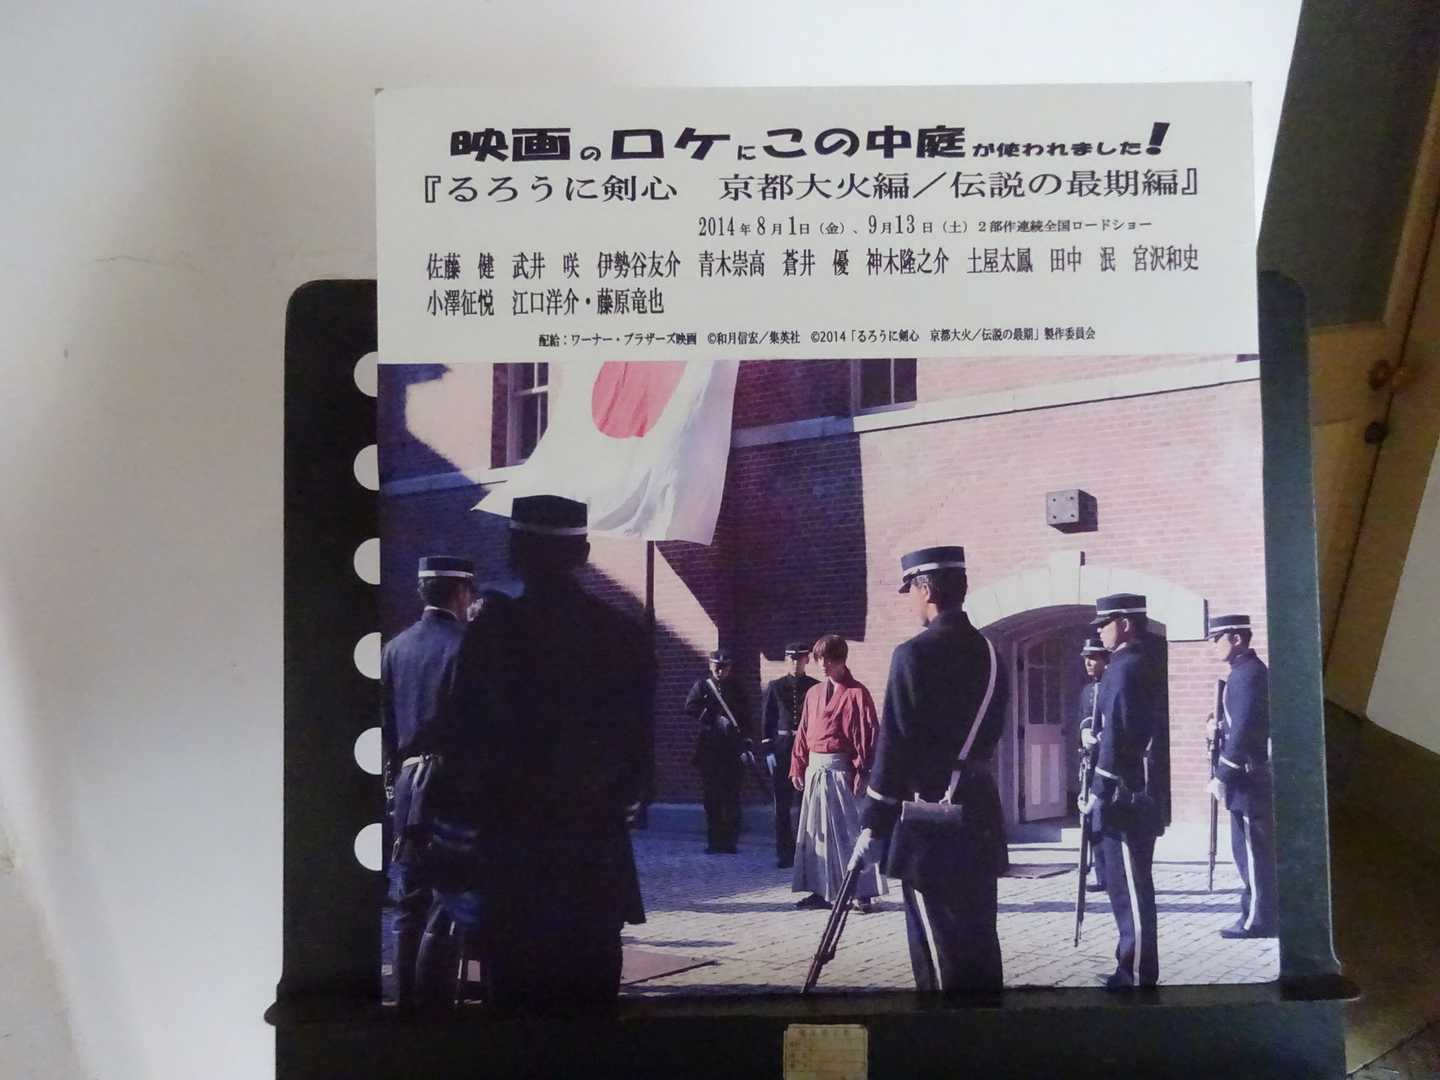 映画のロケにこの中庭が使われました!
『るろうに剣心 京都大火編/伝説の最期編』
2014年8月1日(金)、9月13日(土)2部作連続全国ロードショー
佐藤 健 武井 咲 伊勢谷友介 青木崇高 蒼井 優 神木隆之介 土屋太鳳 田中 泯 宮沢和史
小澤征悦 江口洋介・藤原竜也
配給:ワーナー・ブラザーズ映画 ©和月信宏/集英社 ©2014「るろうに剣心 京都大火/伝説の最期」製作委員会